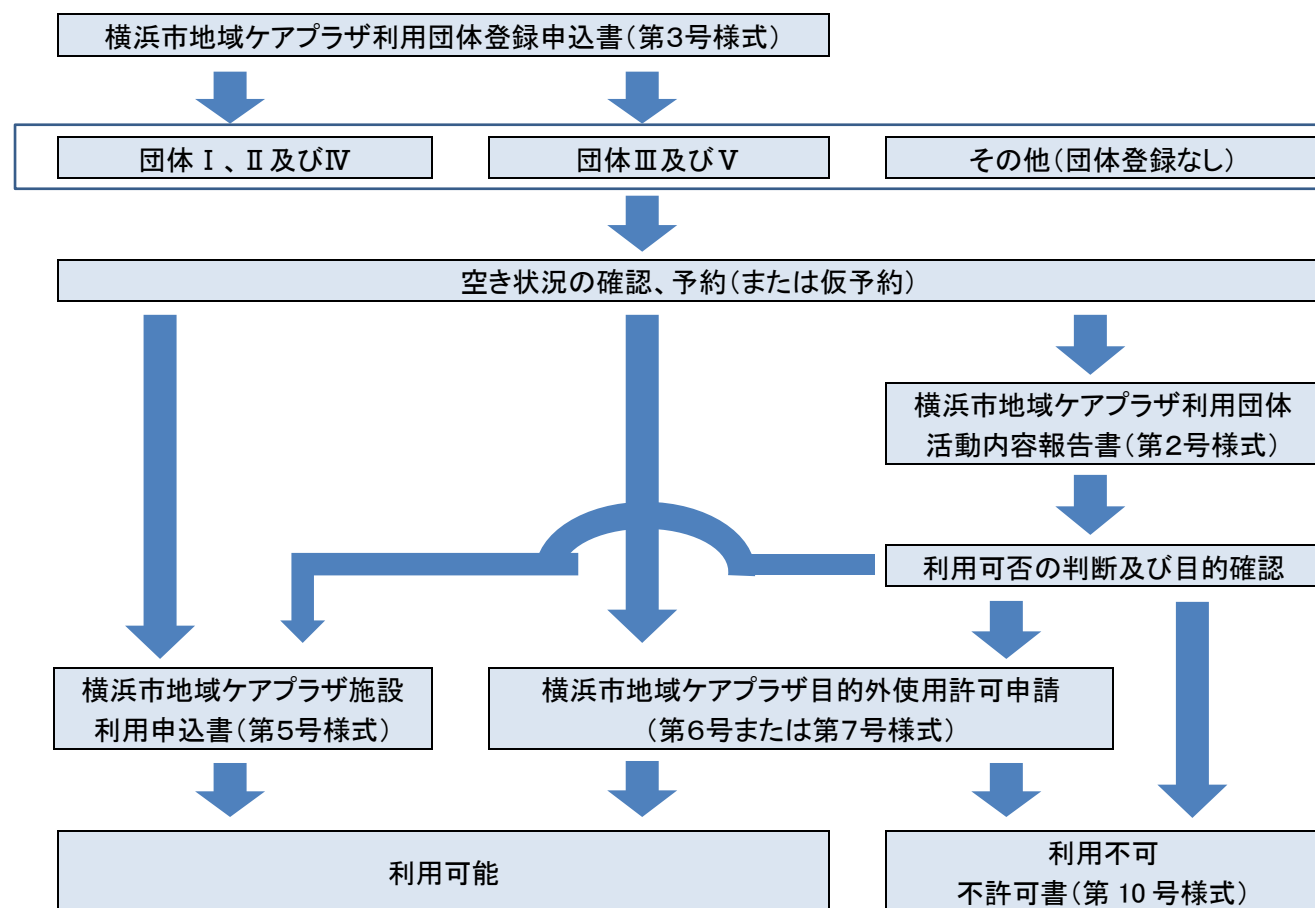 横浜市地域ケアプラザ利用団体登録申込書（第３号様式）
団体Ⅰ、Ⅱ及びⅣ
団体Ⅲ及びⅤ
その他（団体登録なし）
空き状況の確認、予約（または仮予約）
横浜市地域ケアプラザ利用団体
活動内容報告書（第２号様式）
利用可否の判断及び目的確認
横浜市地域ケアプラザ施設
利用申込書（第５号様式）
横浜市地域ケアプラザ目的外使用許可申請
（第６号または第７号様式）
利用可能
利用不可
不許可書（第 10 号様式）